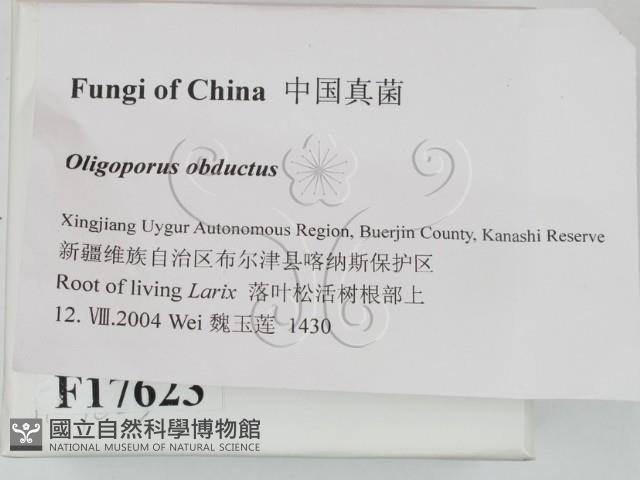 Fungi of China 中国真菌
Oligoporus obductus
Xingjiang Uygur Autonomous Region, Buerjin County, Kanashi Reserve
新疆维族自治区布尔津县喀纳斯保护区
Root of living Larix 落叶松活树根部上
12. Ⅷ.2004 Wei 魏玉莲 1430
F17623
國立自然科學博物館
NATIONAL MUSEUM OF NATURAL SCIENCE